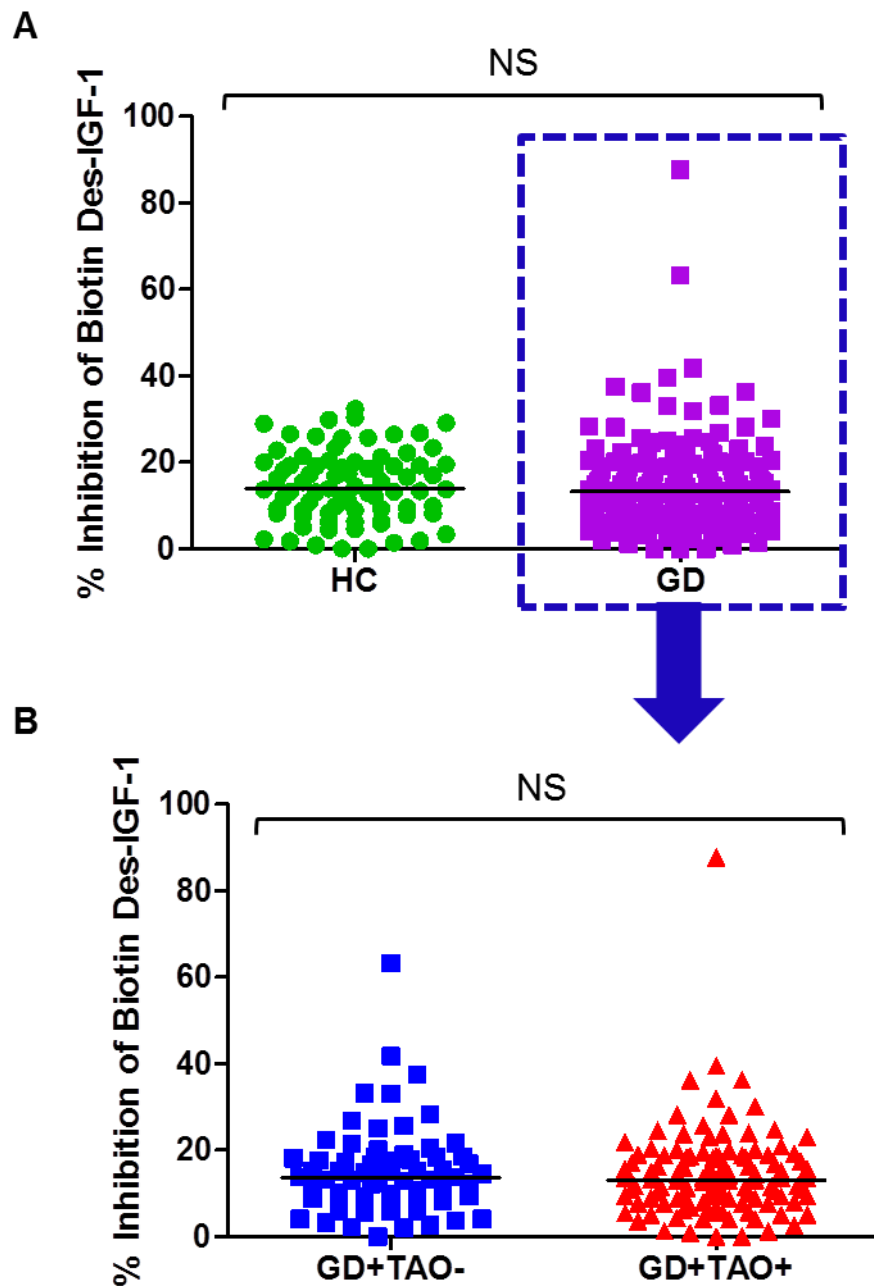 A
NS
% Inhibition of Biotin Des-IGF-1
100
80
60
40
20
0
HC
GD
B
NS
% Inhibition of Biotin Des-IGF-1
100
80
60
40
20
0
GD+TAO-
GD+TAO+